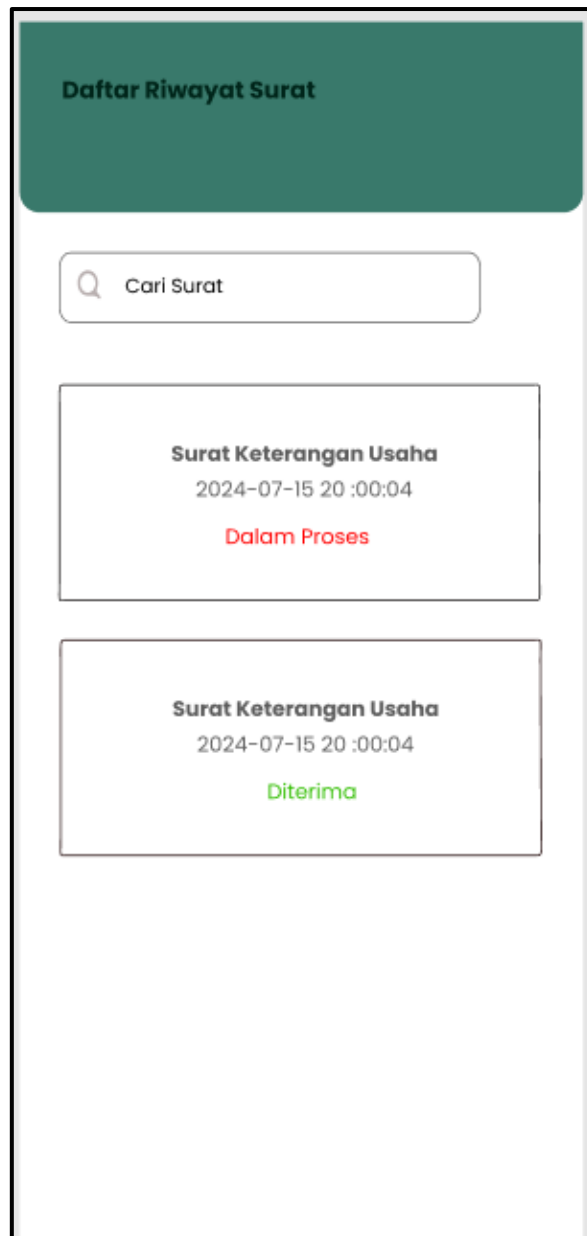 Daftar Riwayat Surat
Cari Surat
Surat Keterangan Usaha
2024-07-15 20 :00:04
Dalam Proses
Surat Keterangan Usaha
2024-07-15 20 :00:04
Diterima